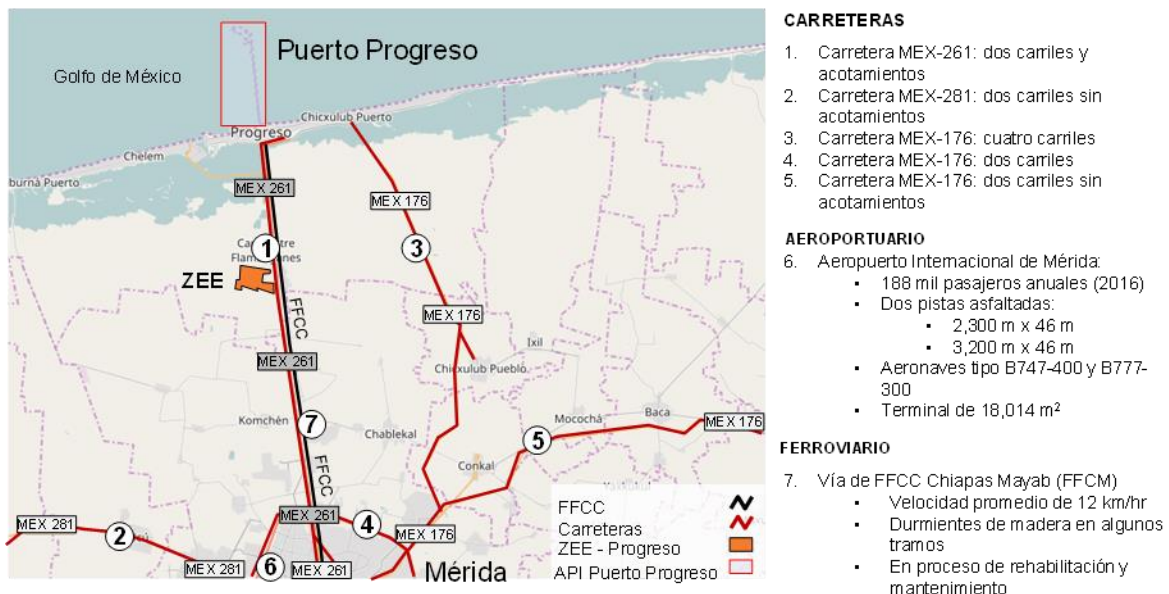 Puerto Progreso
Golfo de México
Chicxulub Puerto
Progreso
Chelem
burná Puerto
MEX 261
MEX 176
1
3
Flam
nes
ZEE
FFCC
MEX 176
MEX 261
Ixil
Chicxulub Pueblo
Komchén
7
Chablekal
Mocochá
Baca
MEX 176
5
FFCC
Conkal
MEX 281
2
MEX 261
4
MEX 176
MEX 281
6
MEX 261
Mérida
FFCC
Carreteras
ZEE - Progreso
API Puerto Progreso
CARRETERAS
1. Carretera MEX-261: dos carriles y
acotamientos
2. Carretera MEX-281: dos carriles sin
acotamientos
3. Carretera MEX-176: cuatro carriles
4. Carretera MEX-176: dos carriles
5. Carretera MEX-176: dos carriles sin
acotamientos
AEROPORTUARIO
6. Aeropuerto Internacional de Mérida:
▪ 188 mil pasajeros anuales (2016)
▪ Dos pistas asfaltadas:
▪ 2,300 m x 46 m
▪ 3,200 m x 46 m
▪ Aeronaves tipo B747-400 y B777-
300
▪ Terminal de 18,014 m²
FERROVIARIO
7. Vía de FFCC Chiapas Mayab (FFCM)
▪ Velocidad promedio de 12 km/hr
▪ Durmientes de madera en algunos
tramos
▪ En proceso de rehabilitación y
mantenimiento